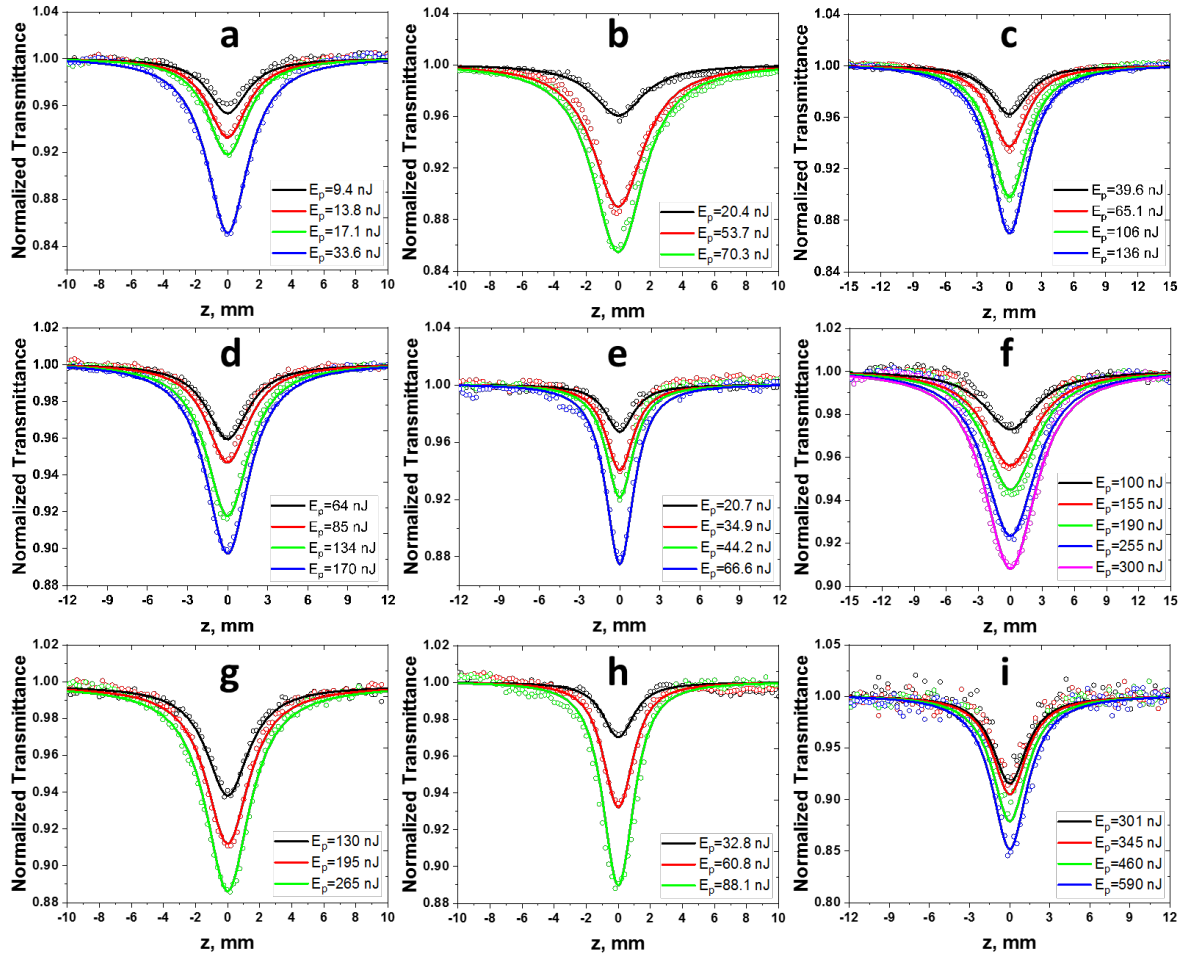 a
1.04
1.00
0.96
0.92
0.88
0.84
Normalized Transmittance
E_p=9.4 nJ
E_p=13.8 nJ
E_p=17.1 nJ
E_p=33.6 nJ
-10 -8 -6 -4 -2 0 2 4 6 8 10
z, mm
b
1.04
1.00
0.96
0.92
0.88
0.84
Normalized Transmittance
E_p=20.4 nJ
E_p=53.7 nJ
E_p=70.3 nJ
-10 -8 -6 -4 -2 0 2 4 6 8 10
z, mm
c
1.04
1.00
0.96
0.92
0.88
0.84
Normalized Transmittance
E_p=39.6 nJ
E_p=65.1 nJ
E_p=106 nJ
E_p=136 nJ
-15 -12 -9 -6 -3 0 3 6 9 12 15
z, mm
d
1.02
1.00
0.98
0.96
0.94
0.92
0.90
0.88
Normalized Transmittance
E_p=64 nJ
E_p=85 nJ
E_p=134 nJ
E_p=170 nJ
-12 -9 -6 -3 0 3 6 9 12
z, mm
e
1.04
1.00
0.96
0.92
0.88
Normalized Transmittance
E_p=20.7 nJ
E_p=34.9 nJ
E_p=44.2 nJ
E_p=66.6 nJ
-12 -9 -6 -3 0 3 6 9 12
z, mm
f
1.02
1.00
0.98
0.96
0.94
0.92
0.90
Normalized Transmittance
E_p=100 nJ
E_p=155 nJ
E_p=190 nJ
E_p=255 nJ
E_p=300 nJ
-15 -12 -9 -6 -3 0 3 6 9 12 15
z, mm
g
1.02
1.00
0.98
0.96
0.94
0.92
0.90
0.88
Normalized Transmittance
E_p=130 nJ
E_p=195 nJ
E_p=265 nJ
-10 -8 -6 -4 -2 0 2 4 6 8 10
z, mm
h
1.02
1.00
0.98
0.96
0.94
0.92
0.90
0.88
Normalized Transmittance
E_p=32.8 nJ
E_p=60.8 nJ
E_p=88.1 nJ
-10 -8 -6 -4 -2 0 2 4 6 8 10
z, mm
i
1.05
1.00
0.95
0.90
0.85
0.80
Normalized Transmittance
E_p=301 nJ
E_p=345 nJ
E_p=460 nJ
E_p=590 nJ
-12 -9 -6 -3 0 3 6 9 12
z, mm